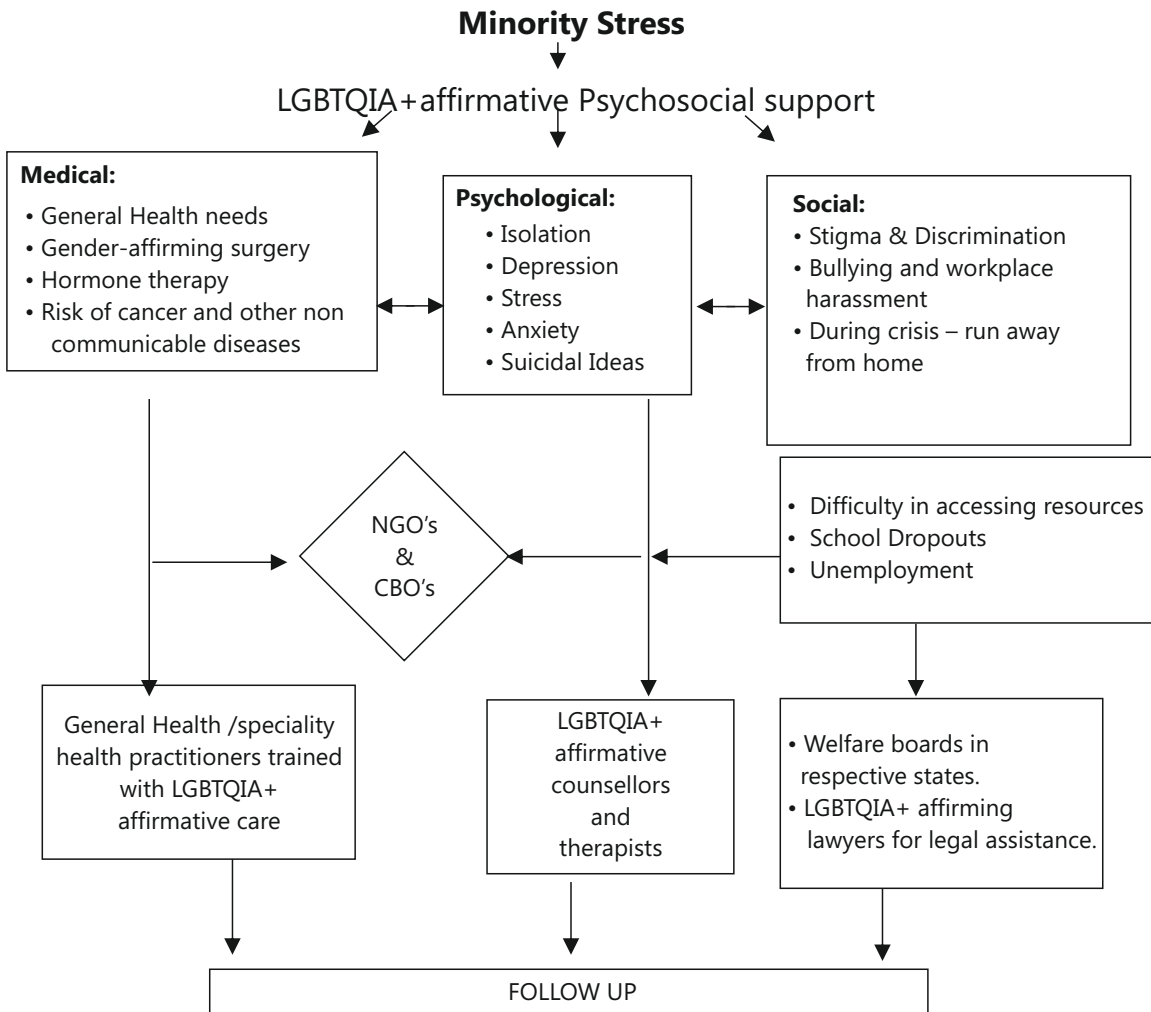 Minority Stress
LGBTQIA+affirmative Psychosocial support
Medical:
• General Health needs
• Gender-affirming surgery
• Hormone therapy
• Risk of cancer and other non
communicable diseases
Psychological:
• Isolation
• Depression
• Stress
• Anxiety
• Suicidal Ideas
Social:
• Stigma & Discrimination
• Bullying and workplace
harassment
• During crisis – run away
from home
NGO's
&
CBO's
• Difficulty in accessing resources
• School Dropouts
• Unemployment
General Health /speciality
health practitioners trained
with LGBTQIA+
affirmative care
LGBTQIA+
affirmative
counsellors
and
therapists
• Welfare boards in
respective states.
• LGBTQIA+ affirming
lawyers for legal assistance.
FOLLOW UP